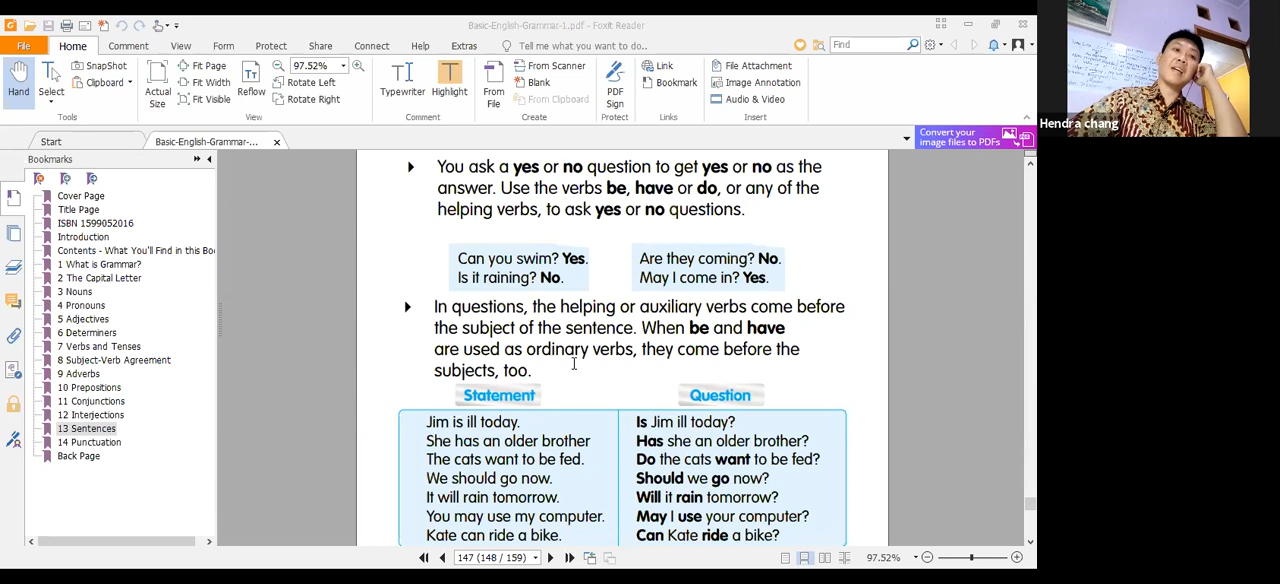 Basic-English-Grammar-1.pdf - Foxit Reader
File Home Comment View Form Protect Share Connect Help Extras Tell me what you want to do.. Find
Hand
Select
SnapShot
Clipboard
Tools
Actual
Size
Fit Page
Fit Width
Fit Visible
Reflow
97.52%
Rotate Left
Rotate Right
View
Typewriter
Highlight
Comment
From
File
From Scanner
Blank
From Clipboard
Create
PDF
Sign
Protect
Link
Bookmark
Links
File Attachment
Image Annotation
Audio & Video
Insert
Hendra chang
Start
Basic-English-Grammar-...
Convert your
image files to PDFs
Bookmarks
Cover Page
Title Page
ISBN 1599052016
Introduction
Contents - What You'll Find in this Boo
1 What is Grammar?
2 The Capital Letter
3 Nouns
4 Pronouns
5 Adjectives
6 Determiners
7 Verbs and Tenses
8 Subject-Verb Agreement
9 Adverbs
10 Prepositions
11 Conjunctions
12 Interjections
13 Sentences
14 Punctuation
Back Page
You ask a yes or no question to get yes or no as the
answer. Use the verbs be, have or do, or any of the
helping verbs, to ask yes or no questions.
Can you swim? Yes.
Is it raining? No.
Are they coming? No.
May I come in? Yes.
In questions, the helping or auxiliary verbs come before
the subject of the sentence. When be and have
are used as ordinary verbs, they come before the
subjects, too.
Statement Question
Jim is ill today. Is Jim ill today?
She has an older brother Has she an older brother?
The cats want to be fed. Do the cats want to be fed?
We should go now. Should we go now?
It will rain tomorrow. Will it rain tomorrow?
You may use my computer. May I use your computer?
Kate can ride a bike. Can Kate ride a bike?
147 (148 / 159)
97.52%